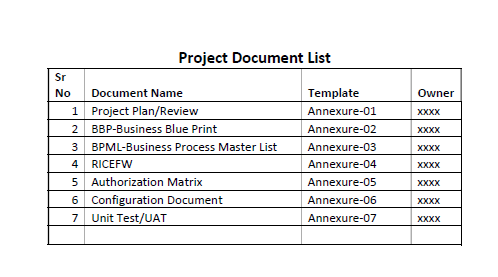 Project Document List
Sr
No Document Name Template Owner
1 Project Plan/Review Annexure-01 xxxx
2 BBP-Business Blue Print Annexure-02 xxxx
3 BPML-Business Process Master List Annexure-03 xxxx
4 RICEFW Annexure-04 xxxx
5 Authorization Matrix Annexure-05 xxxx
6 Configuration Document Annexure-06 xxxx
7 Unit Test/UAT Annexure-07 xxxx